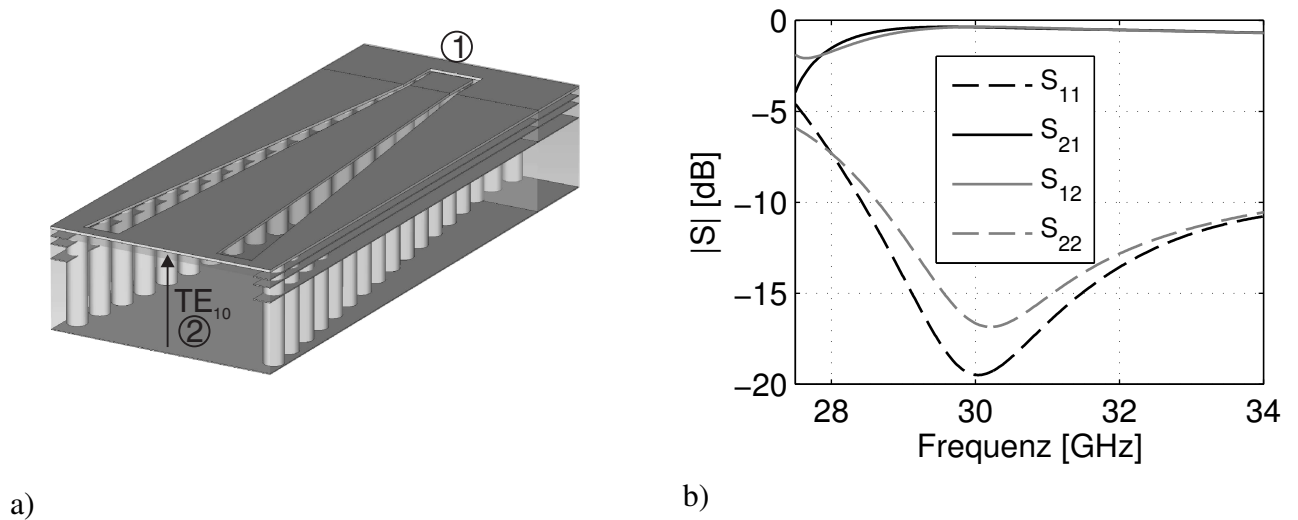 ①
TE₁₀
②
a)
|S| [dB]
0
−5
−10
−15
−20
S₁₁
S₂₁
S₁₂
S₂₂
28 30 32 34
Frequenz [GHz]
b)